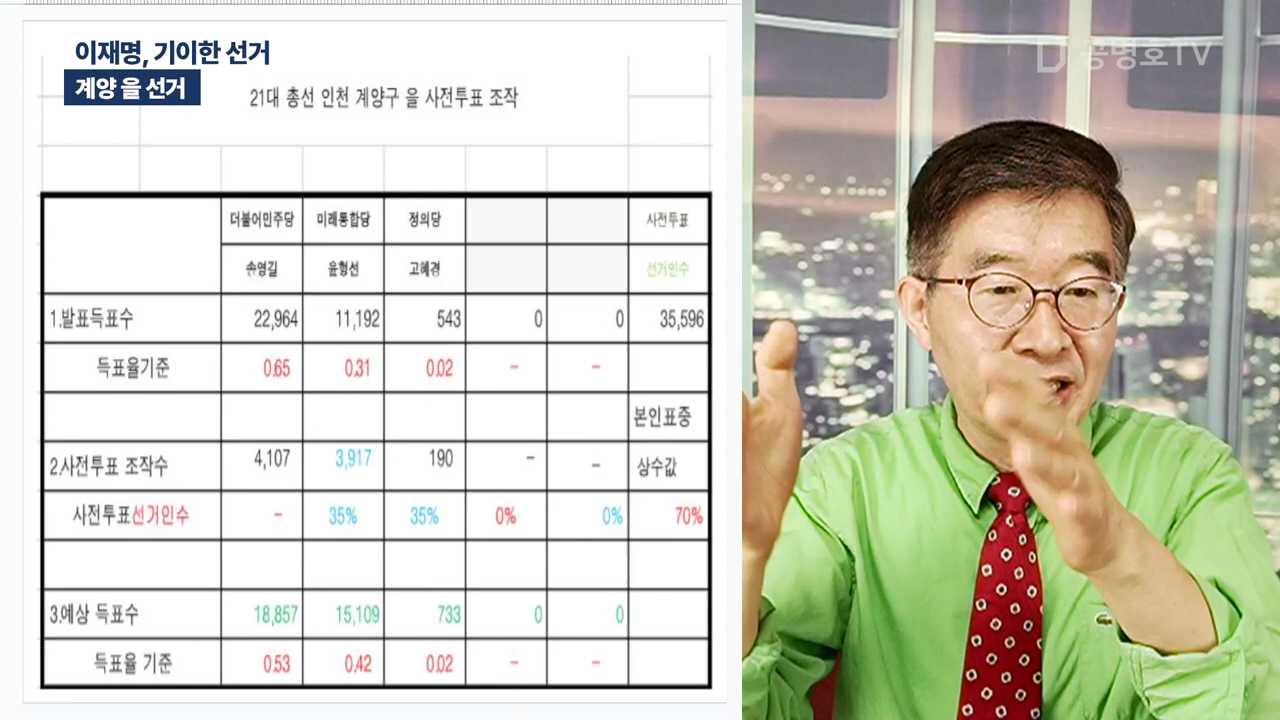 이재명, 기이한 선거
계양 을 선거
21대 총선 인천 계양구 을 사전투표 조작
더불어민주당 미래통합당 정의당 사전투표
송영길 윤형선 고혜경 선거인수
1.발표득표수 22,964 11,192 543 0 0 35,596
득표율기준 0.65 0.31 0.02 - -
본인표중
2.사전투표 조작수 4,107 3,917 190 - - 상수값
사전투표선거인수 - 35% 35% 0% 0% 70%
3.예상 득표수 18,857 15,109 733 0 0
득표율 기준 0.53 0.42 0.02 - -
공명호TV